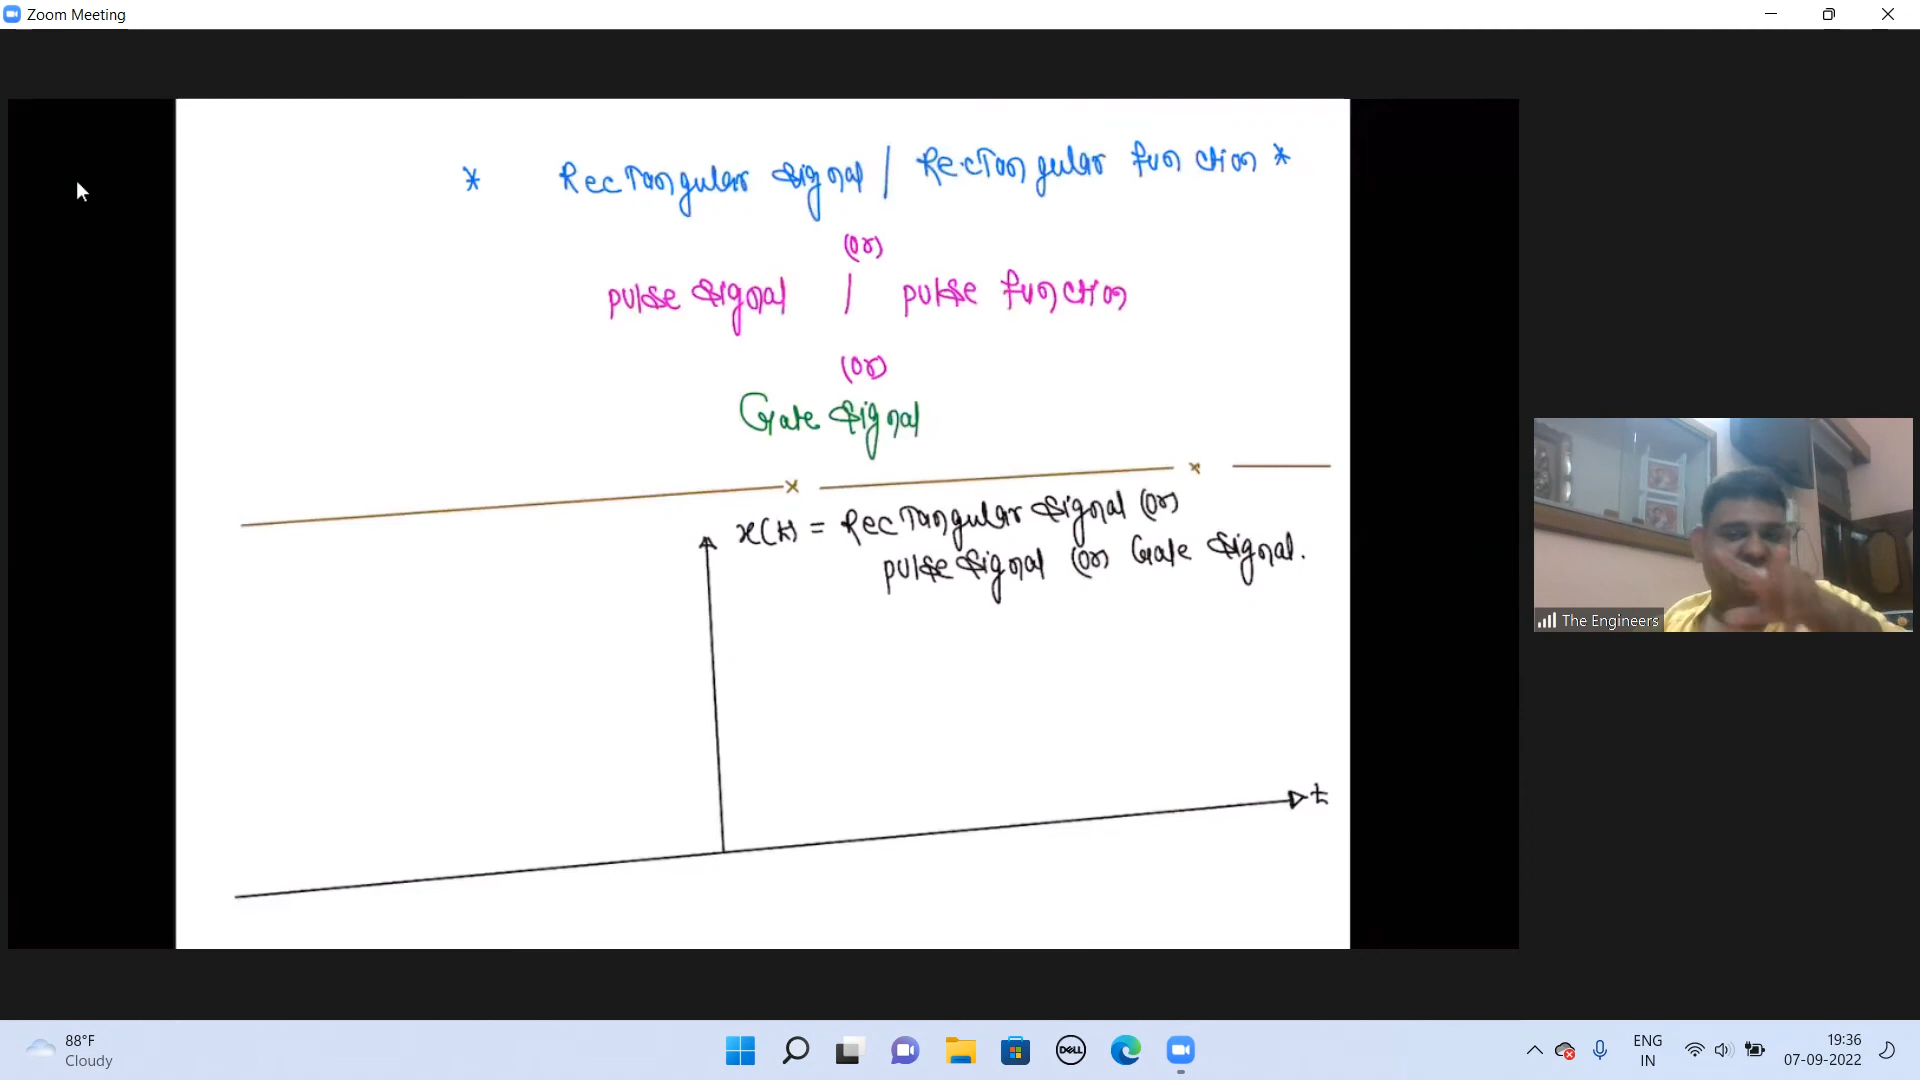 Zoom Meeting
* Rectangular Signal / Rectangular function *
(or)
pulse signal / pulse function
(or)
Gate signal
x x
x(t) = Rectangular signal (or)
pulse signal (or) Gate signal.
t
The Engineers
88°F
Cloudy
DELL
ENG
IN
19:36
07-09-2022